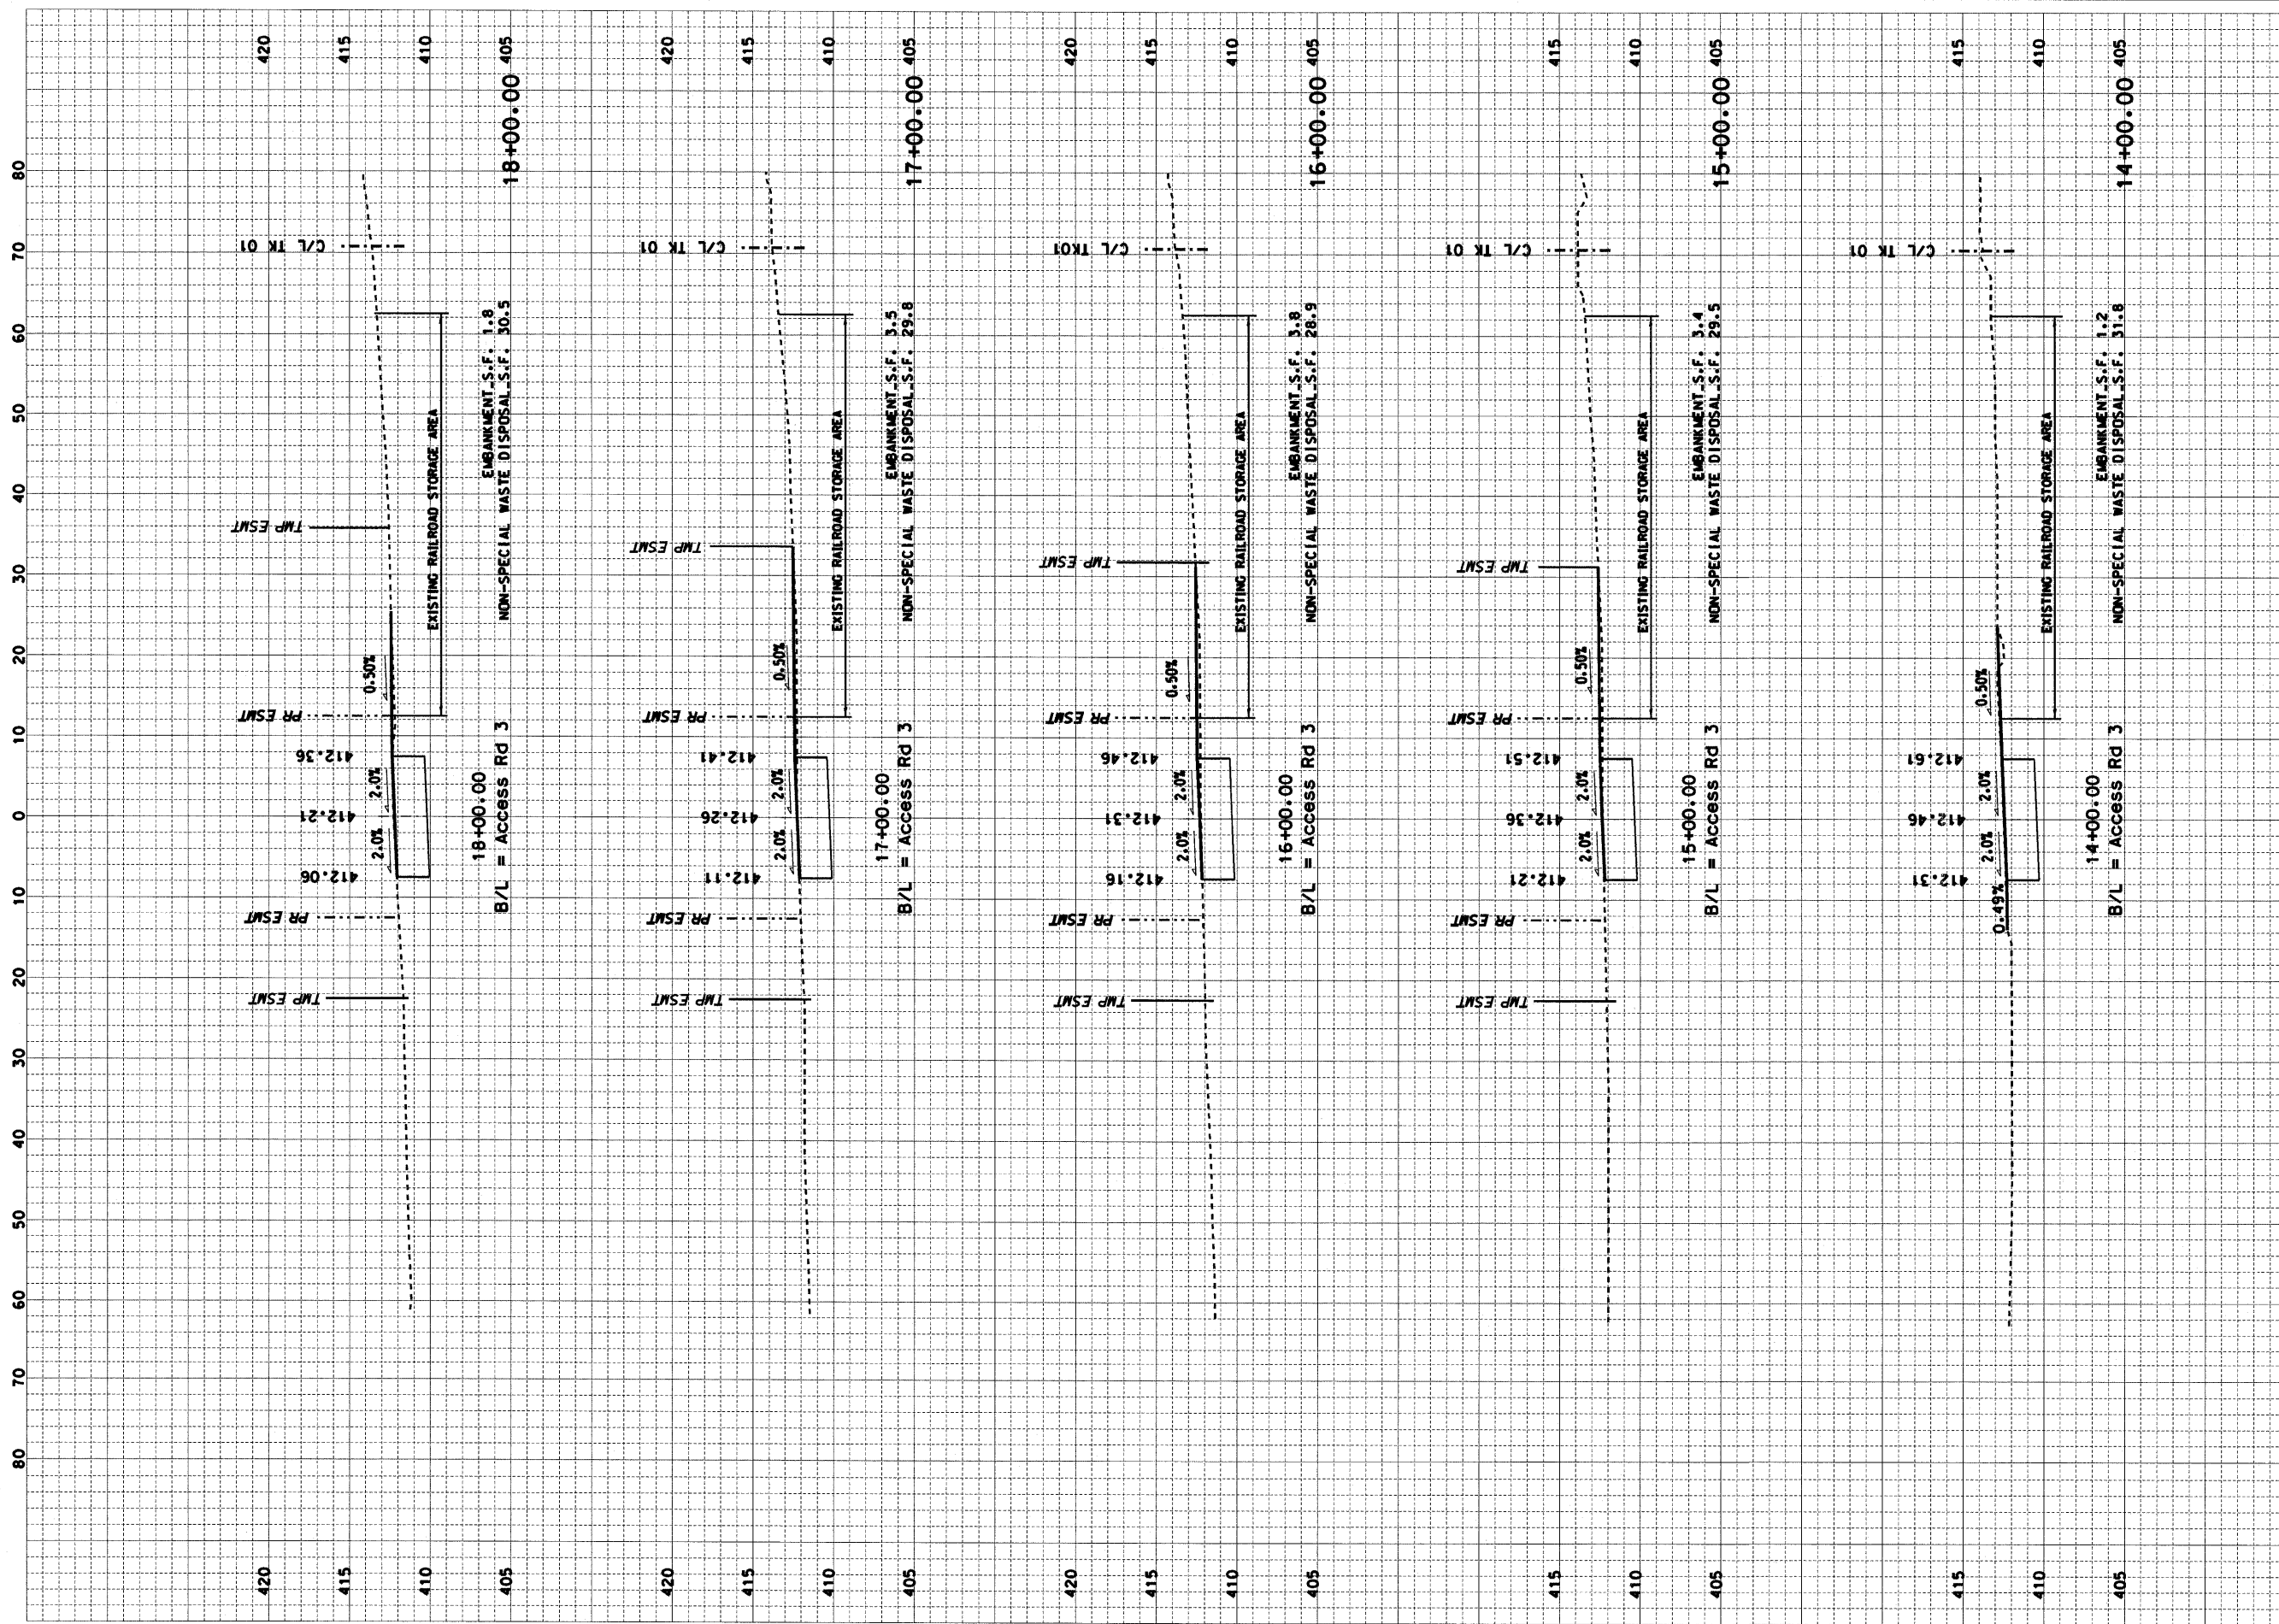 80 70 60 50 40 30 20 10 0 10 20 30 40 50 60 70 80
420 420
TMP ESMT PR ESMT PR ESMT TMP ESMT C/L TK 01
412.06 412.21 412.36
415 415
2.0% 2.0% 0.50%
410 410
EXISTING RAILROAD STORAGE AREA
18+00.00
EMBANKMENT_S.F. 1.8
B/L = Access Rd 3
NON-SPECIAL WASTE DISPOSAL_S.F. 30.5
405 18+00.00 405
420 420
TMP ESMT PR ESMT PR ESMT TMP ESMT C/L TK 01
412.11 412.26 412.41
415 415
2.0% 2.0% 0.50%
410 410
EXISTING RAILROAD STORAGE AREA
17+00.00
EMBANKMENT_S.F. 3.5
B/L = Access Rd 3
NON-SPECIAL WASTE DISPOSAL_S.F. 29.8
405 17+00.00 405
420 420
TMP ESMT PR ESMT PR ESMT TMP ESMT C/L TK01
412.16 412.31 412.46
415 415
2.0% 2.0% 0.50%
410 410
EXISTING RAILROAD STORAGE AREA
16+00.00
EMBANKMENT_S.F. 3.8
B/L = Access Rd 3
NON-SPECIAL WASTE DISPOSAL_S.F. 28.9
405 16+00.00 405
TMP ESMT PR ESMT PR ESMT TMP ESMT C/L TK 01
412.21 412.36 412.51
415 415
2.0% 2.0% 0.50%
410 410
EXISTING RAILROAD STORAGE AREA
15+00.00
EMBANKMENT_S.F. 3.4
B/L = Access Rd 3
NON-SPECIAL WASTE DISPOSAL_S.F. 29.5
405 15+00.00 405
C/L TK 01
412.31 412.46 412.61
415 415
0.49% 2.0% 2.0% 0.50%
410 410
EXISTING RAILROAD STORAGE AREA
14+00.00
EMBANKMENT_S.F. 1.2
B/L = Access Rd 3
NON-SPECIAL WASTE DISPOSAL_S.F. 31.8
405 14+00.00 405